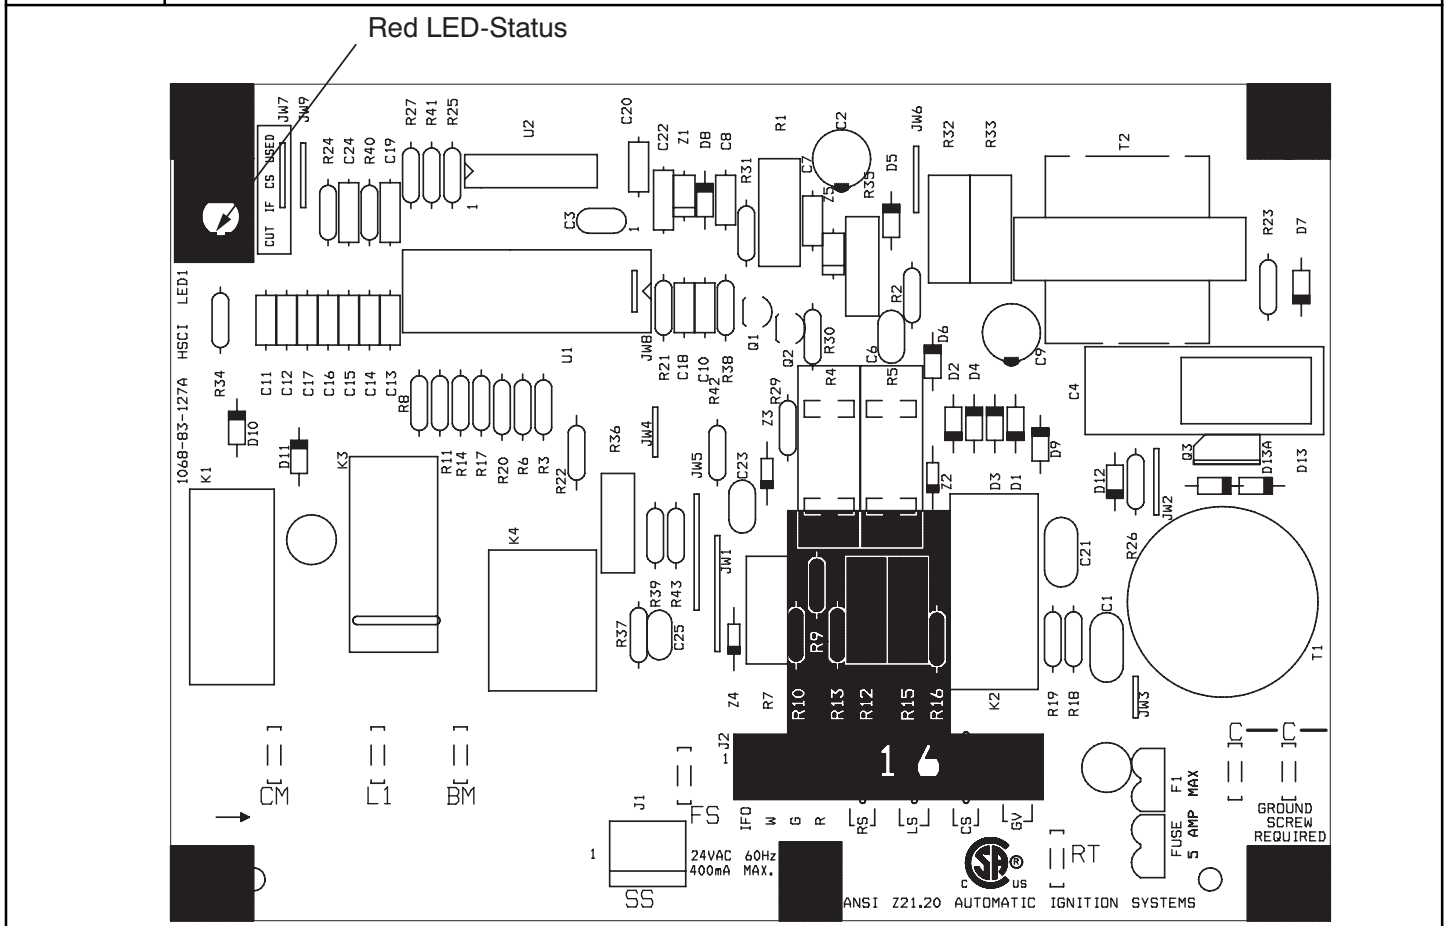 Red LED-Status
JW7
JW9
R27
R41
R25
U2
C20
C22
Z1
D8
C8
R31
R1
C7
C2
Z5
R35
D5
JW6
R32
R33
T2
R23
D7
CUT IF CS USED
R24
C24
R40
C19
1
C3
1
1068-83-127A HSCI LED1
R34
C11
C12
C17
C16
C15
C14
C13
U1
JW8
R21
C18
C10
R38
R42
Q1
Q2
R30
C6
R2
D6
C9
R4
R5
D2
D4
C4
R29
Z3
D10
D11
K1
K3
R8
R11
R14
R17
R20
R6
R3
R22
R36
JW4
JW5
C23
Z2
D3
D1
D9
D12
JW2
Q3
D13A
D13
K4
R39
R43
JW1
R37
C25
R26
C21
C1
T1
Z4
R7
R10
R9
R13
R12
R15
R16
K2
R19
R18
JW3
J2
1
16
C
C
CM
L1
BM
FS
J1
IFO
W
G
R
RS
LS
CS
GV
RT
F1
FUSE
5 AMP MAX
GROUND
SCREW
REQUIRED
1
24VAC 60Hz
400mA MAX.
SS
SA
®
C
US
ANSI Z21.20 AUTOMATIC IGNITION SYSTEMS